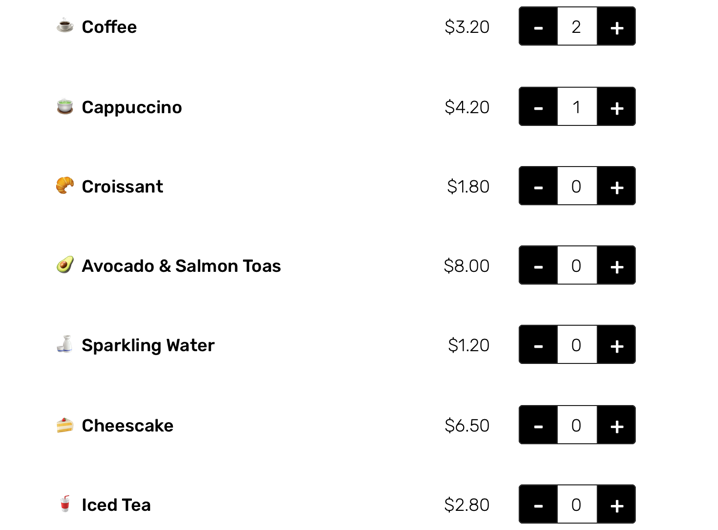 Coffee $3.20 - 2 +
Cappuccino $4.20 - 1 +
Croissant $1.80 - 0 +
Avocado & Salmon Toas $8.00 - 0 +
Sparkling Water $1.20 - 0 +
Cheescake $6.50 - 0 +
Iced Tea $2.80 - 0 +